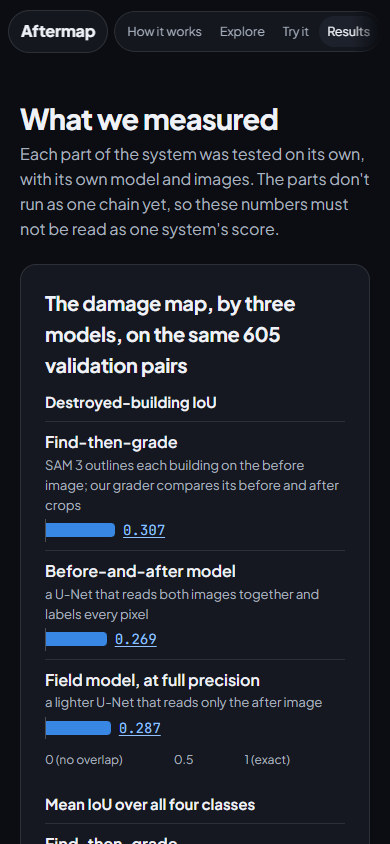 Aftermap
How it works
Explore
Try it
Results
What we measured
Each part of the system was tested on its own,
with its own model and images. The parts don't
run as one chain yet, so these numbers must
not be read as one system's score.
The damage map, by three
models, on the same 605
validation pairs
Destroyed-building IoU
Find-then-grade
SAM 3 outlines each building on the before
image; our grader compares its before and after
crops
0.307
Before-and-after model
a U-Net that reads both images together and
labels every pixel
0.269
Field model, at full precision
a lighter U-Net that reads only the after image
0.287
0 (no overlap)
0.5
1 (exact)
Mean IoU over all four classes
Find-then-grade